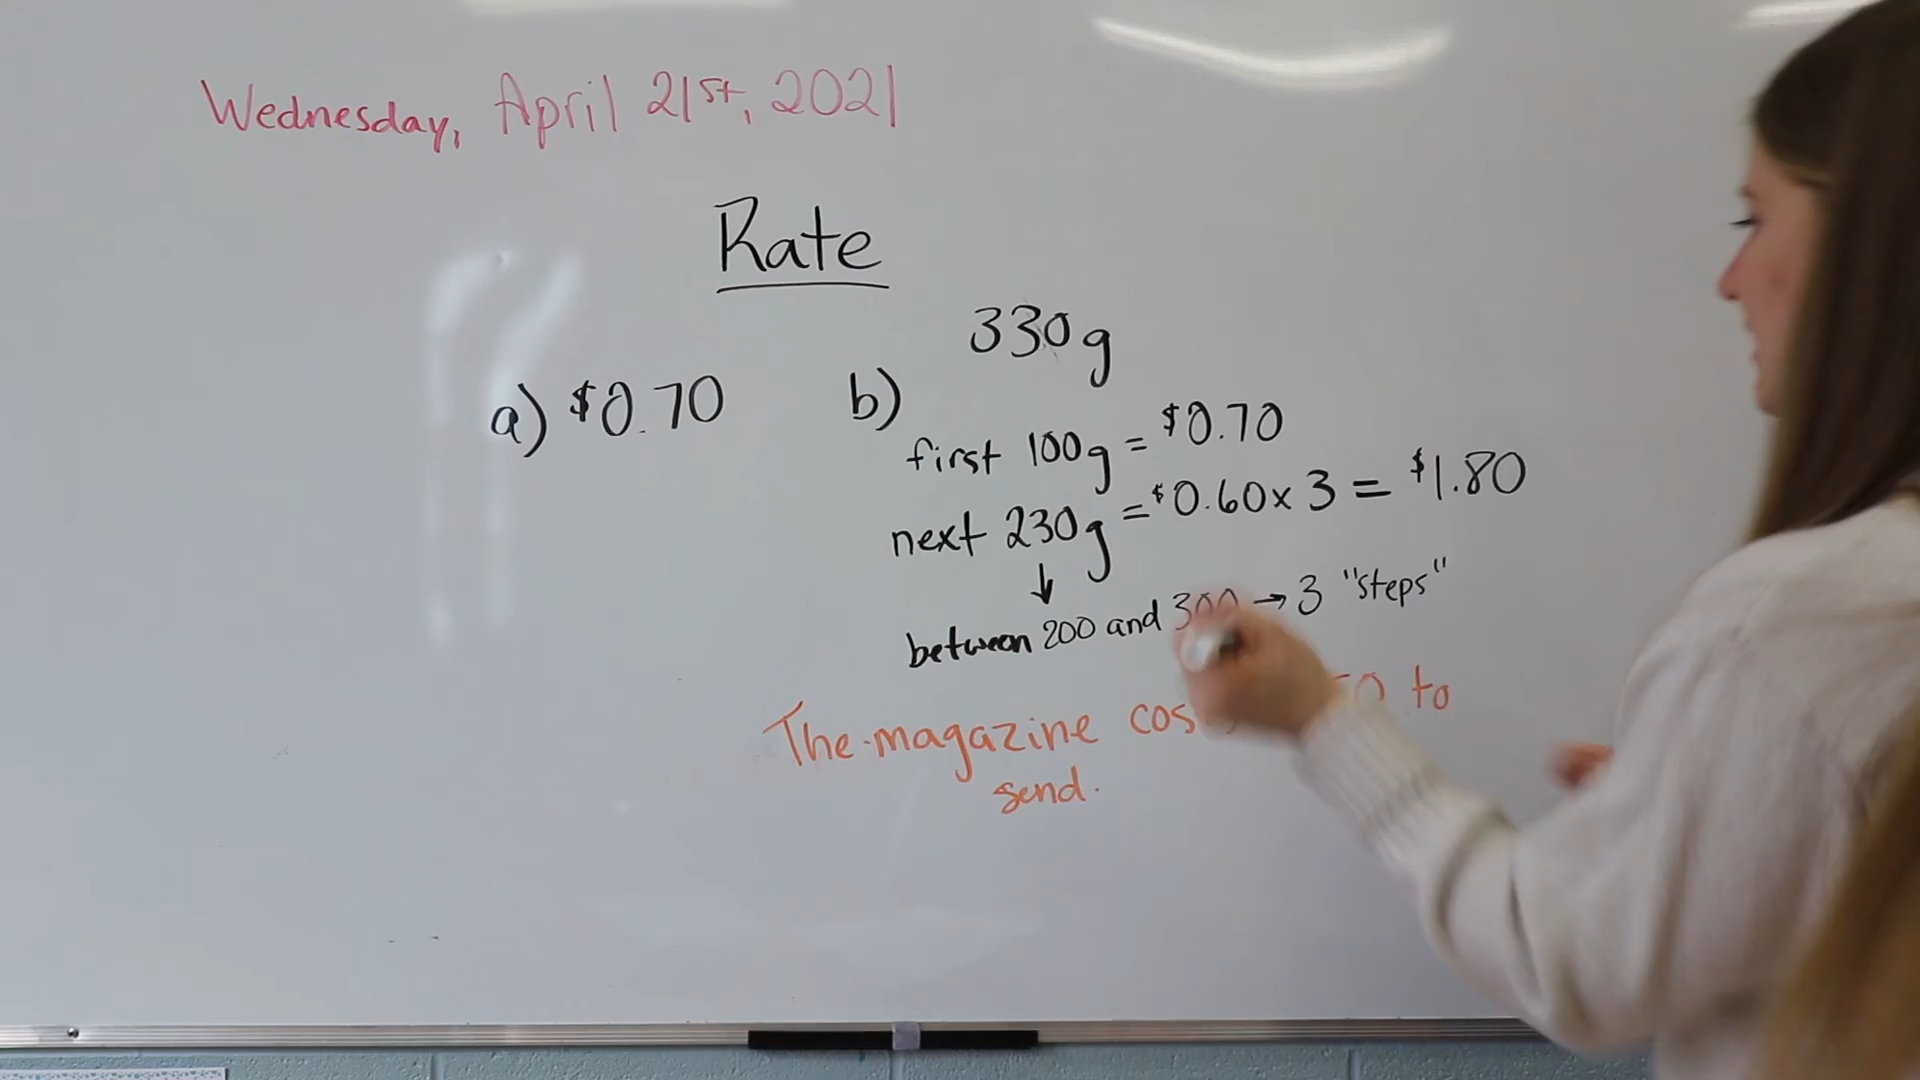 Wednesday, April 21st, 2021
Rate
330g
a) $0.70
b)
first 100g = $0.70
next 230g = $0.60 x 3 = $1.80
↓
between 200 and 300 → 3 "steps"
The magazine to
send.